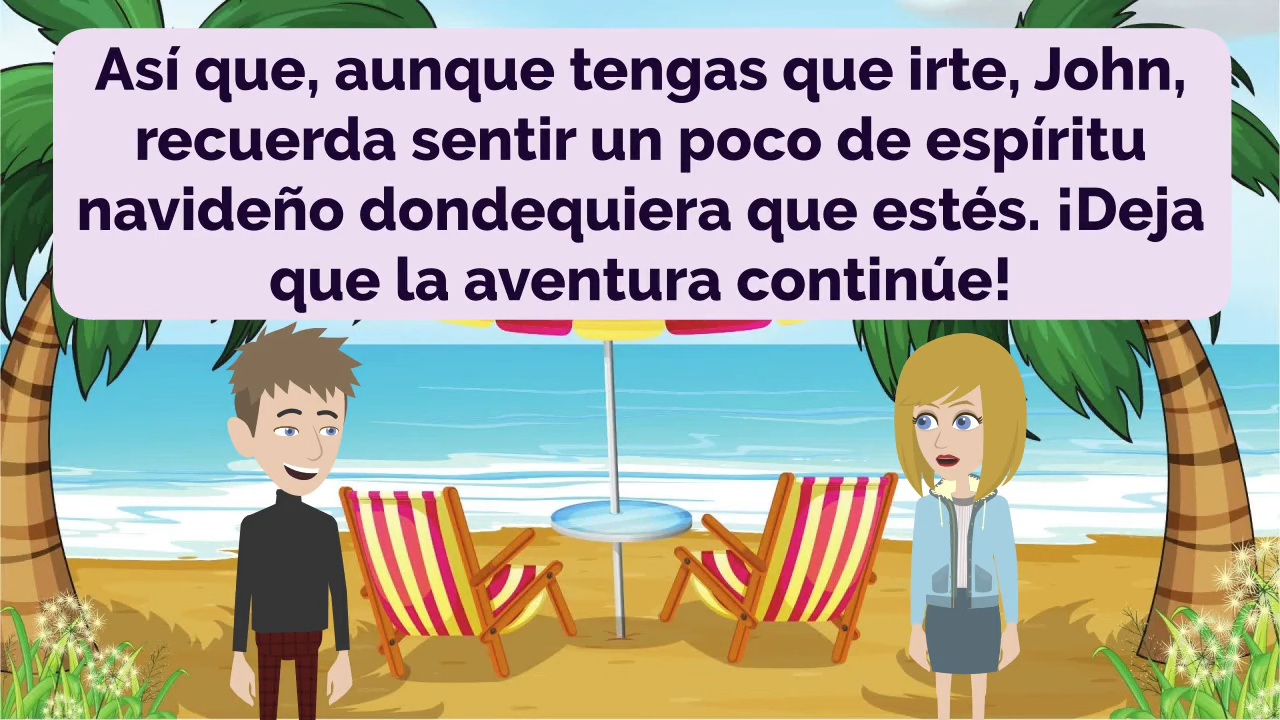 Así que, aunque tengas que irte, John,
recuerda sentir un poco de espíritu
navideño dondequiera que estés. ¡Deja
que la aventura continúe!